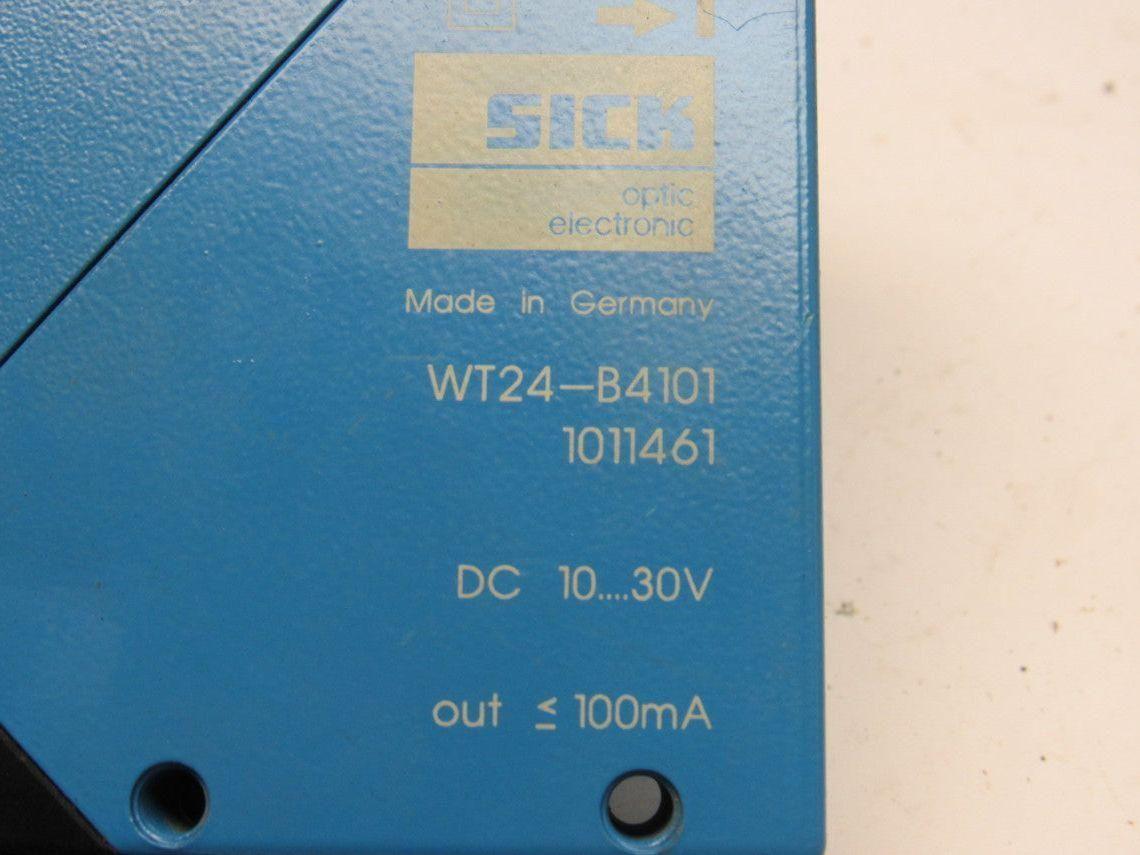 SICK
optic
electronic
Made in Germany
WT24-B4101
1011461
DC 10....30V
out ≤ 100mA